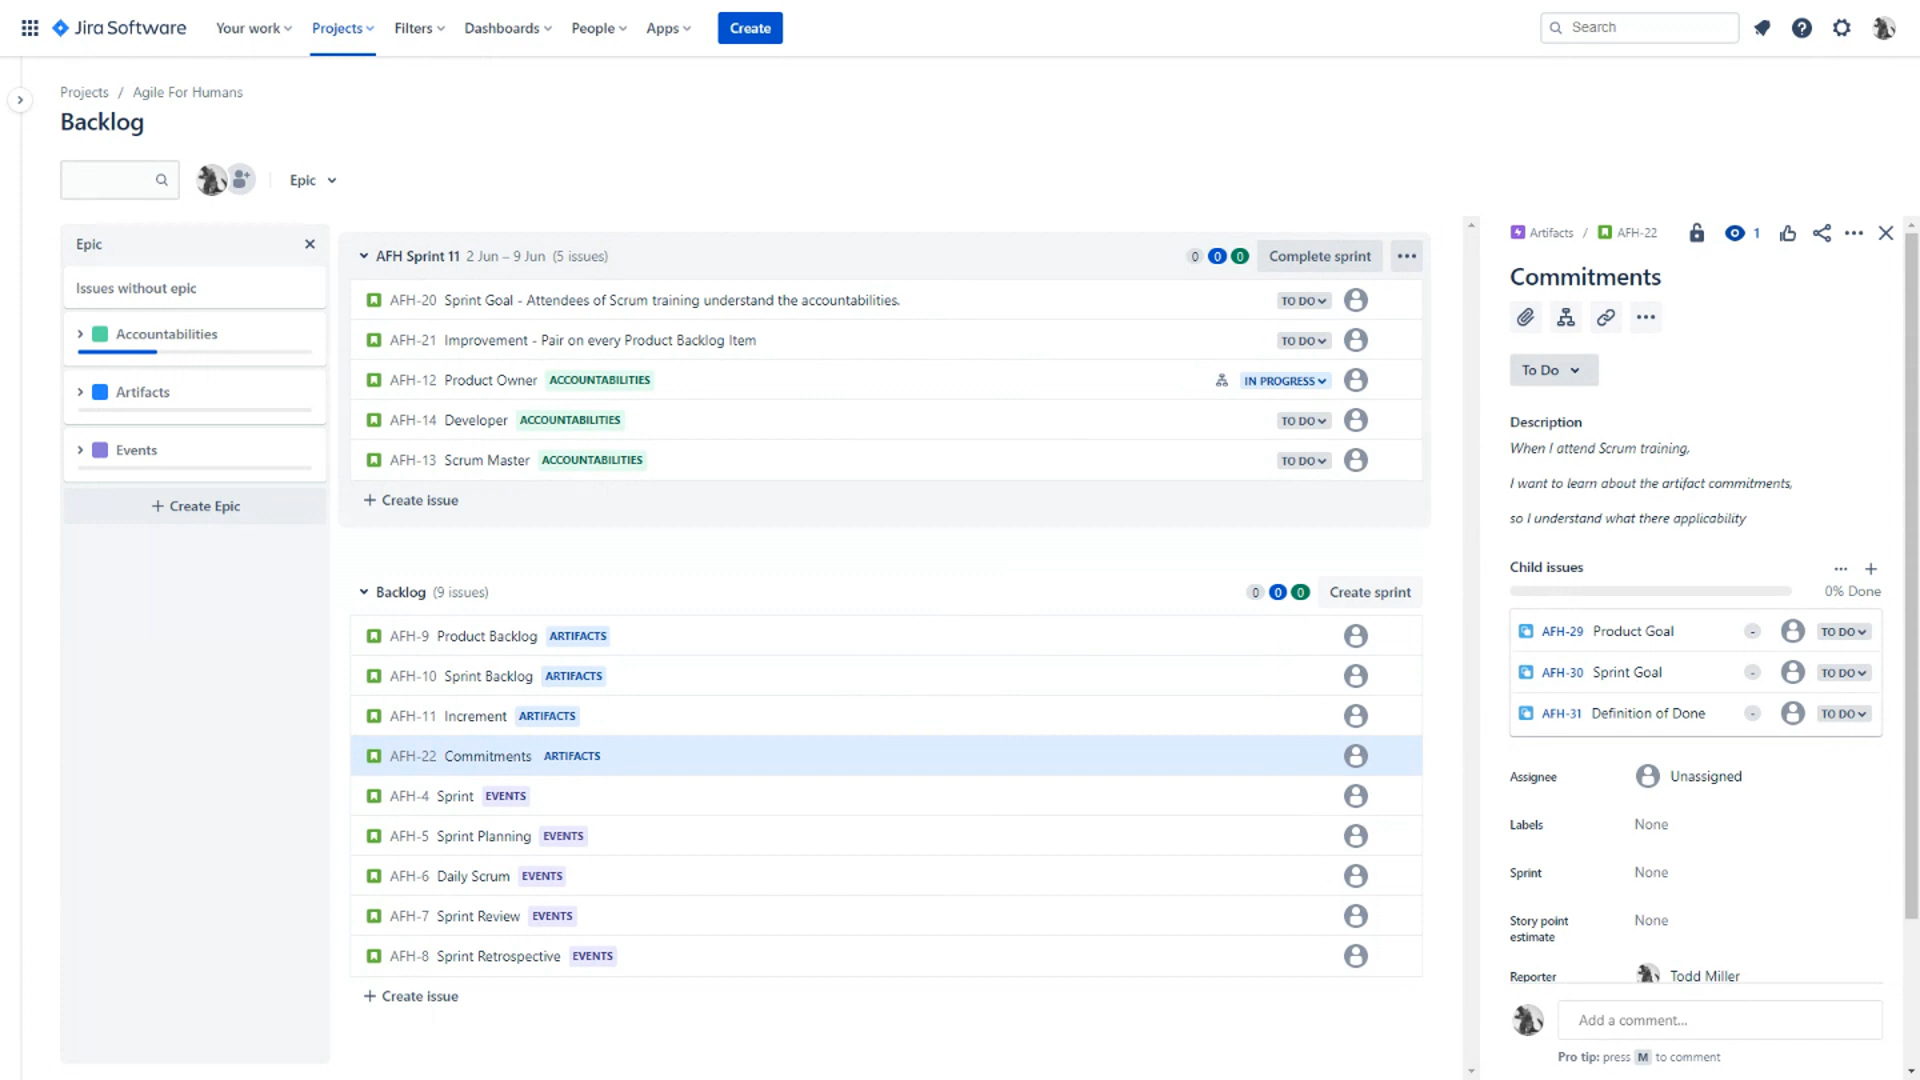 Jira Software Your work Projects Filters Dashboards People Apps Create Search
Projects / Agile For Humans
Backlog
Epic
Epic
Issues without epic
Accountabilities
Artifacts
Events
+ Create Epic
AFH Sprint 11 2 Jun – 9 Jun (5 issues) 0 0 0 Complete sprint •••
AFH-20 Sprint Goal - Attendees of Scrum training understand the accountabilities. TO DO
AFH-21 Improvement - Pair on every Product Backlog Item TO DO
AFH-12 Product Owner ACCOUNTABILITIES IN PROGRESS
AFH-14 Developer ACCOUNTABILITIES TO DO
AFH-13 Scrum Master ACCOUNTABILITIES TO DO
+ Create issue
Backlog (9 issues) 0 0 0 Create sprint
AFH-9 Product Backlog ARTIFACTS
AFH-10 Sprint Backlog ARTIFACTS
AFH-11 Increment ARTIFACTS
AFH-22 Commitments ARTIFACTS
AFH-4 Sprint EVENTS
AFH-5 Sprint Planning EVENTS
AFH-6 Daily Scrum EVENTS
AFH-7 Sprint Review EVENTS
AFH-8 Sprint Retrospective EVENTS
+ Create issue
Artifacts / AFH-22 1
Commitments
To Do
Description
When I attend Scrum training,
I want to learn about the artifact commitments,
so I understand what there applicability
Child issues
0% Done
AFH-29 Product Goal - TO DO
AFH-30 Sprint Goal - TO DO
AFH-31 Definition of Done - TO DO
Assignee Unassigned
Labels None
Sprint None
Story point estimate None
Reporter Todd Miller
Add a comment...
Pro tip: press M to comment